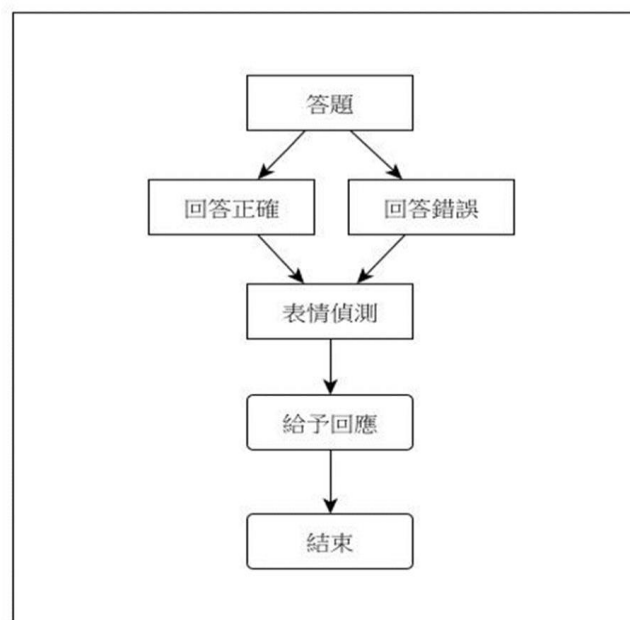 答題
回答正確
回答錯誤
表情偵測
給予回應
結束